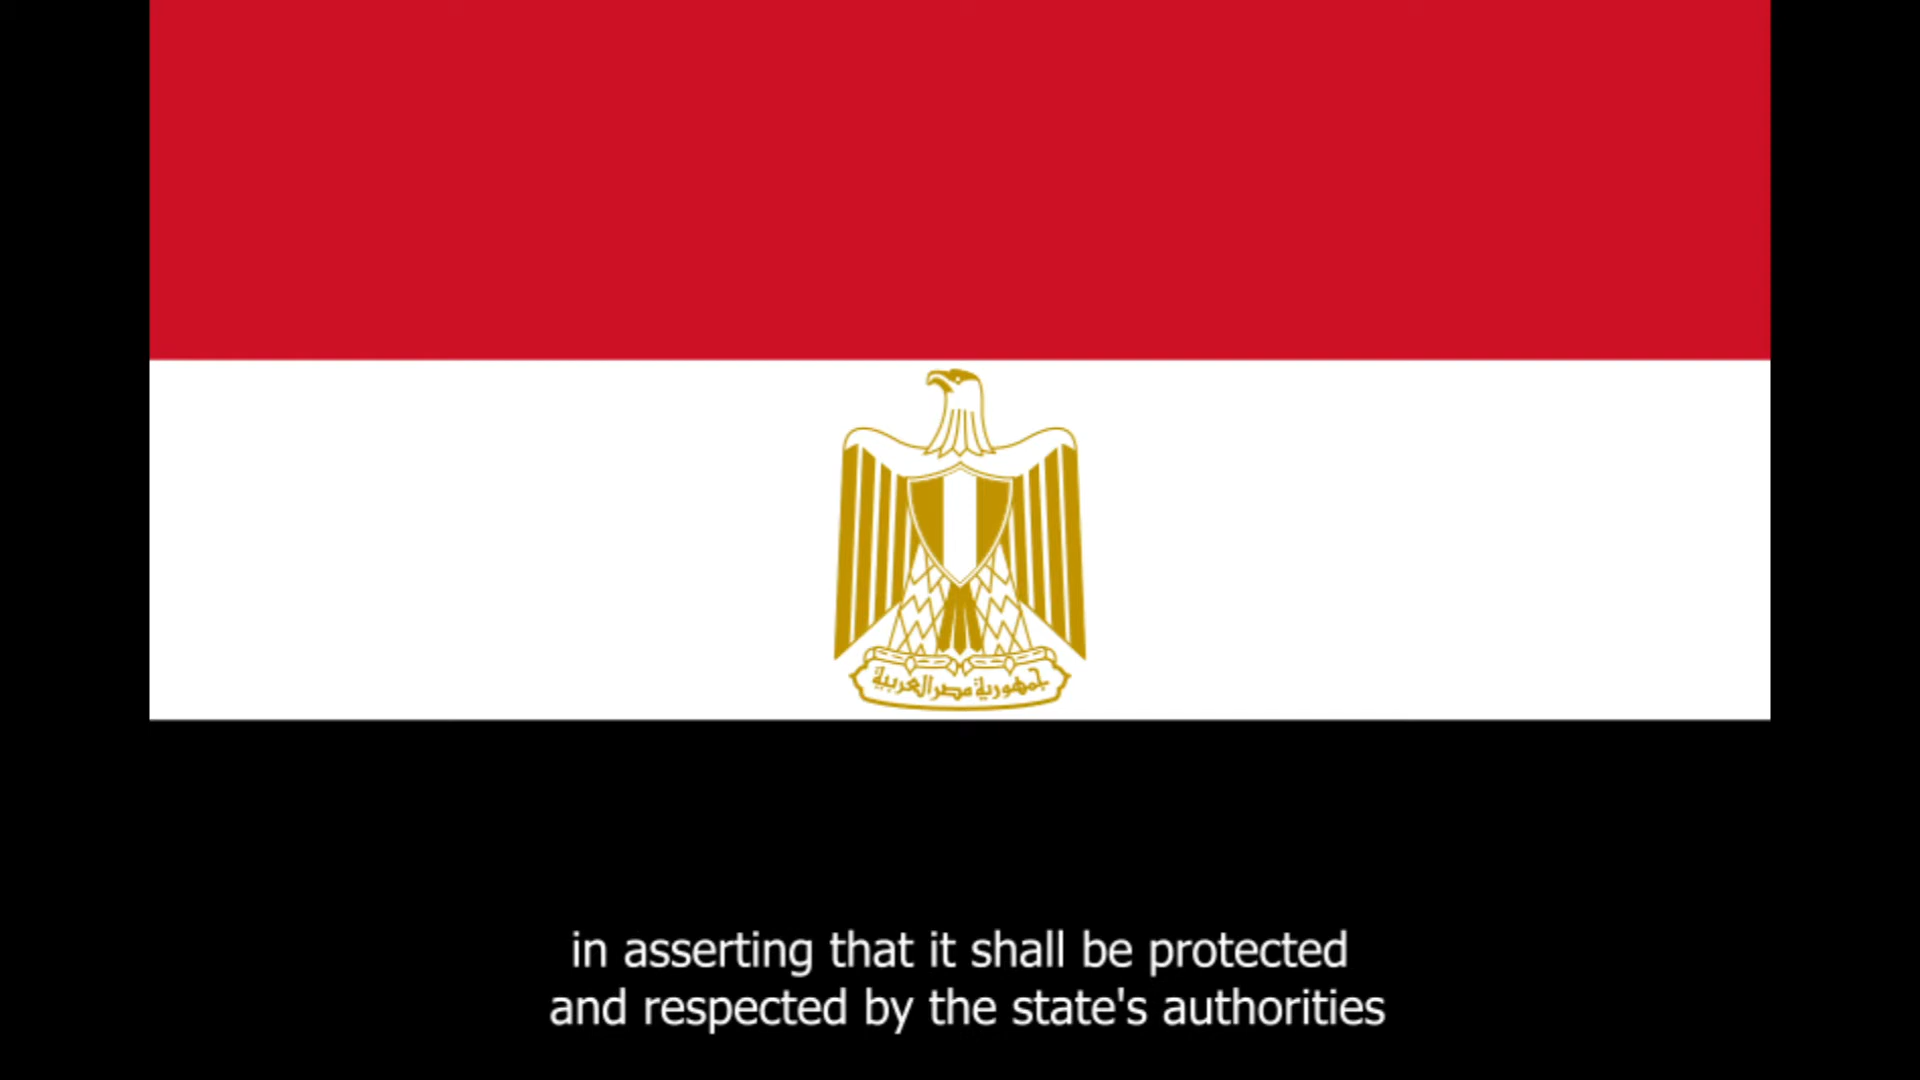 جمهورية مصر العربية
in asserting that it shall be protected
and respected by the state's authorities